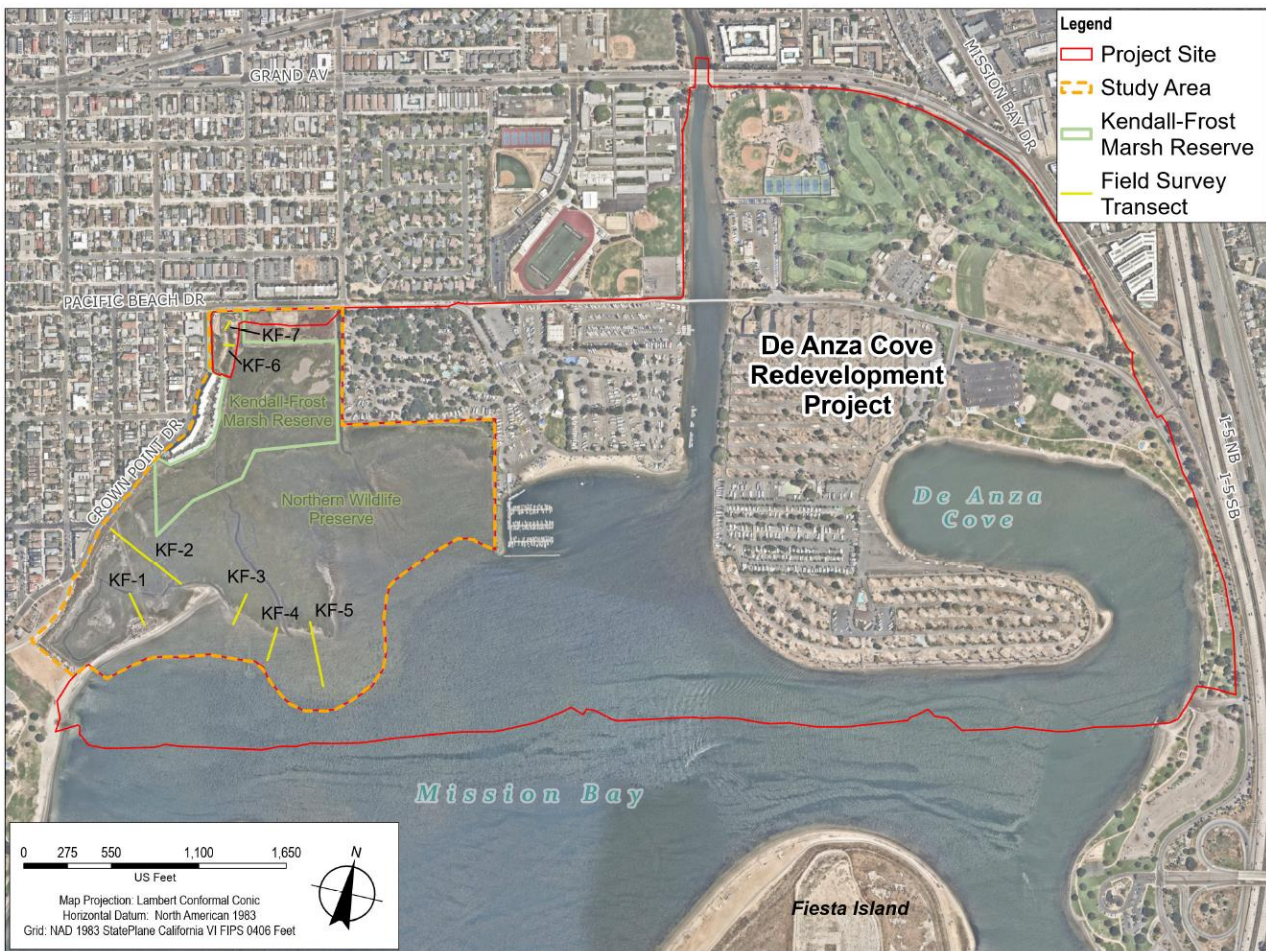 Legend
Project Site
Study Area
Kendall-Frost
Marsh Reserve
Field Survey
Transect
GRAND AV
MISSION BAY DR
PACIFIC BEACH DR
KF-7
KF-6
De Anza Cove
Redevelopment
Project
Kendall-Frost
Marsh Reserve
CROWN POINT DR
I-5 NB
I-5 SB
De Anza
Cove
Northern Wildlife
Preserve
KF-2
KF-1
KF-3
KF-4
KF-5
Mission Bay
0 275 550 1,100 1,650
US Feet
N
Map Projection: Lambert Conformal Conic
Horizontal Datum: North American 1983
Grid: NAD 1983 StatePlane California VI FIPS 0406 Feet
Fiesta Island